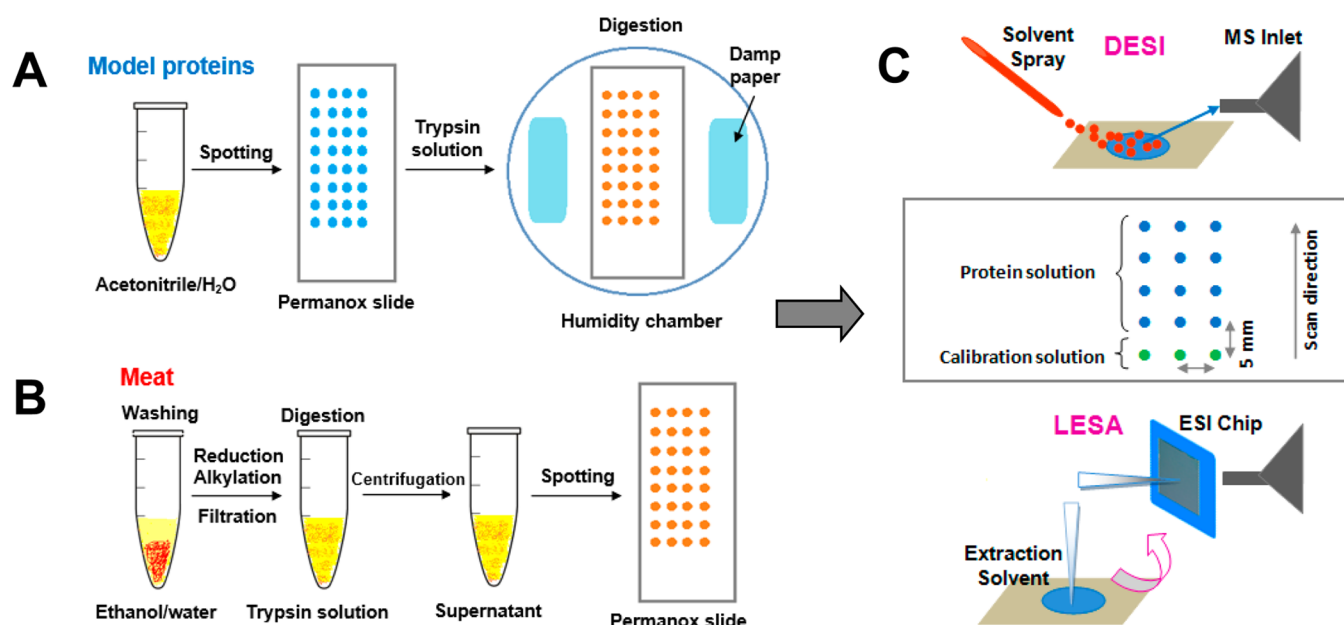 A
Model proteins
Acetonitrile/H₂O
Spotting
Permanox slide
Trypsin
solution
Digestion
Damp
paper
Humidity chamber
B
Meat
Washing
Ethanol/water
Reduction
Alkylation
Filtration
Digestion
Trypsin solution
Centrifugation
Supernatant
Spotting
Permanox slide
C
Solvent
Spray
DESI
MS Inlet
Protein solution
Calibration solution
5 mm
Scan direction
LESA
ESI Chip
Extraction
Solvent